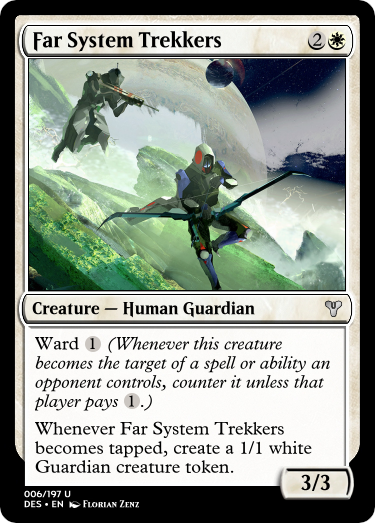 Far System Trekkers 2
Creature — Human Guardian
Ward 1 (Whenever this creature
becomes the target of a spell or ability an
opponent controls, counter it unless that
player pays 1.)
Whenever Far System Trekkers
becomes tapped, create a 1/1 white
Guardian creature token.
3/3
006/197 U
DES • EN Florian Zenz